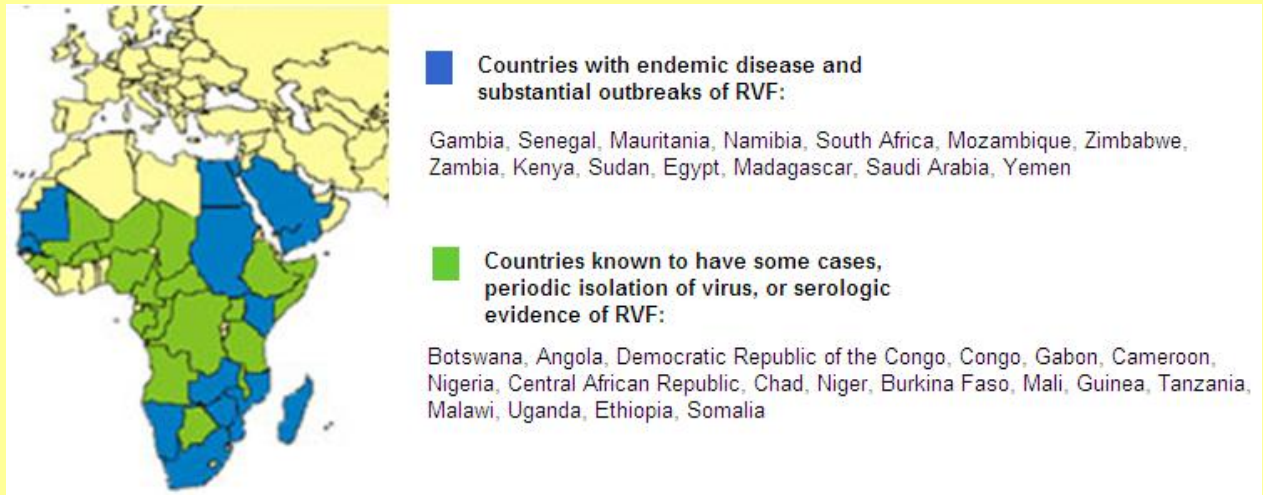 Countries with endemic disease and
substantial outbreaks of RVF:
Gambia, Senegal, Mauritania, Namibia, South Africa, Mozambique, Zimbabwe,
Zambia, Kenya, Sudan, Egypt, Madagascar, Saudi Arabia, Yemen
Countries known to have some cases,
periodic isolation of virus, or serologic
evidence of RVF:
Botswana, Angola, Democratic Republic of the Congo, Congo, Gabon, Cameroon,
Nigeria, Central African Republic, Chad, Niger, Burkina Faso, Mali, Guinea, Tanzania,
Malawi, Uganda, Ethiopia, Somalia